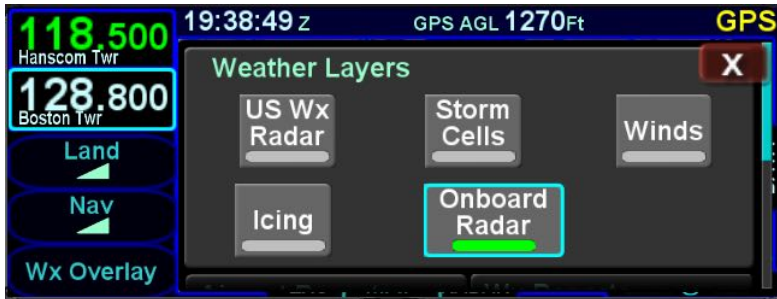 118.500
Hanscom Twr
128.800
Boston Twr
Land
Nav
Wx Overlay
19:38:49 Z
GPS AGL 1270Ft
GPS
Weather Layers
X
US Wx
Radar
Storm
Cells
Winds
Icing
Onboard
Radar